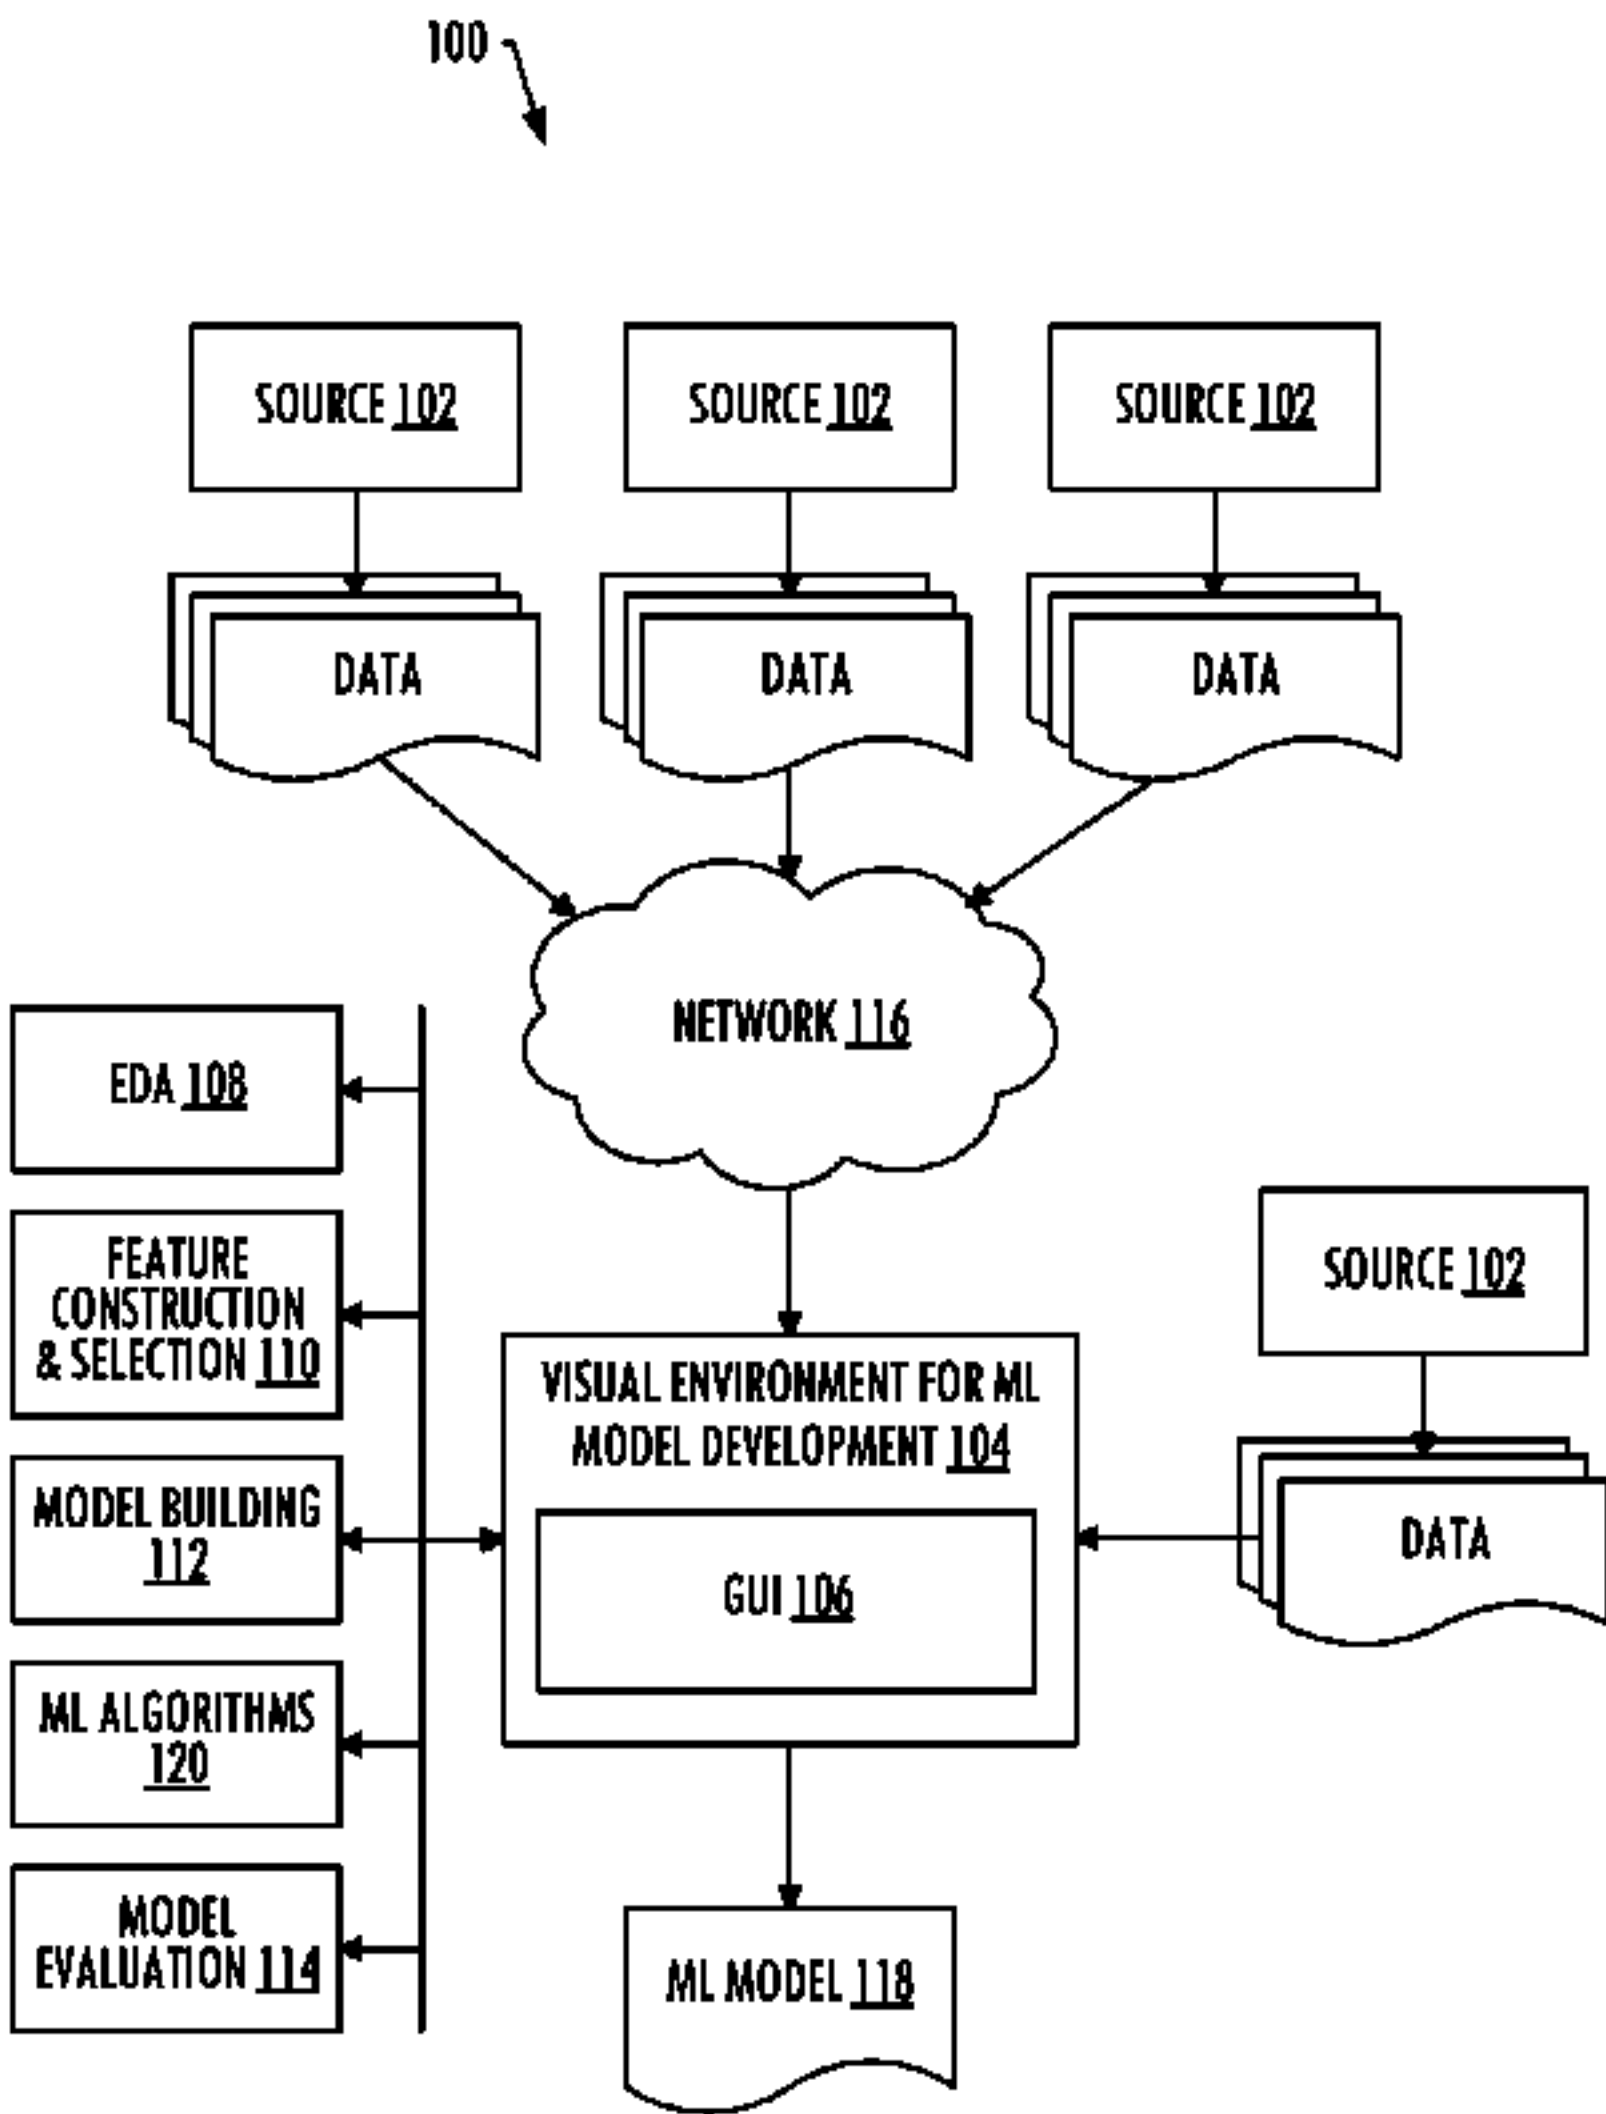 100
SOURCE 102
SOURCE 102
SOURCE 102
DATA
DATA
DATA
NETWORK 116
EDA 108
FEATURE
CONSTRUCTION
& SELECTION 110
MODEL BUILDING
112
ML ALGORITHMS
120
MODEL
EVALUATION 114
VISUAL ENVIRONMENT FOR ML
MODEL DEVELOPMENT 104
GUI 106
SOURCE 102
DATA
ML MODEL 118